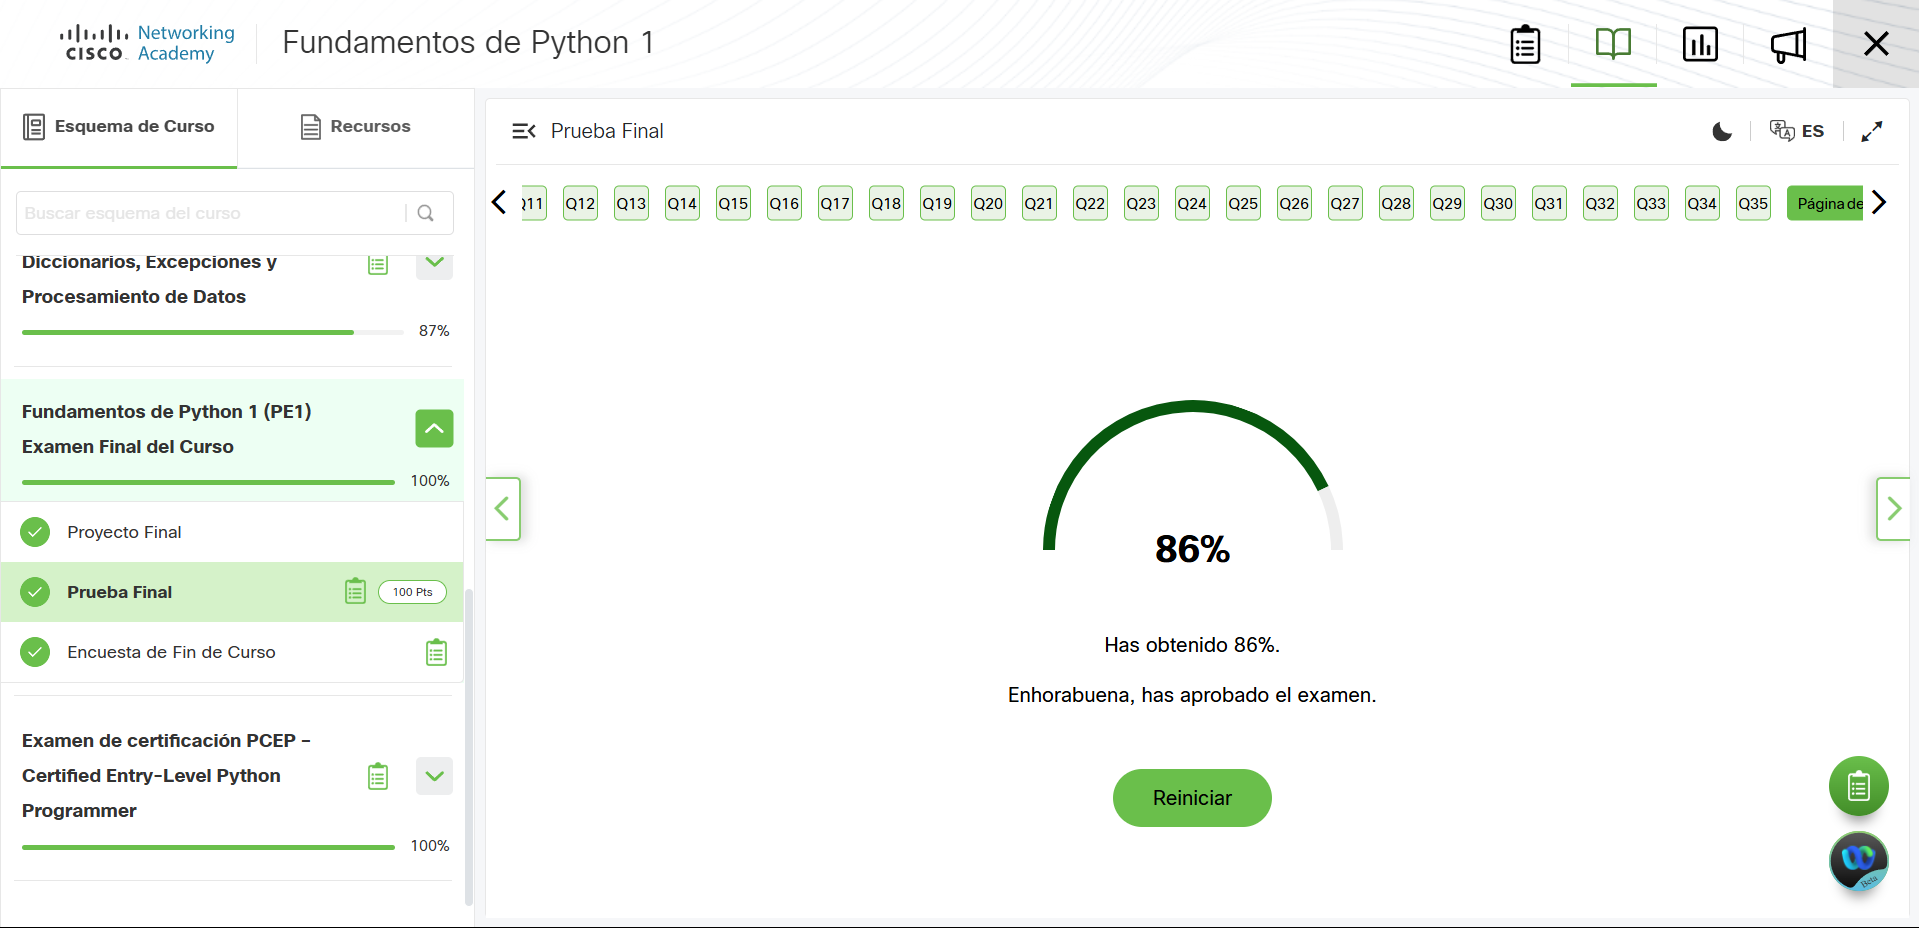 CISCO
Networking
Academy
Fundamentos de Python 1
Esquema de Curso
Recursos
Buscar esquema del curso
Diccionarios, Excepciones y
Procesamiento de Datos
87%
Fundamentos de Python 1 (PE1)
Examen Final del Curso
100%
Proyecto Final
Prueba Final
100 Pts
Encuesta de Fin de Curso
Examen de certificación PCEP –
Certified Entry-Level Python
Programmer
100%
Prueba Final
ES
Q11 Q12 Q13 Q14 Q15 Q16 Q17 Q18 Q19 Q20 Q21 Q22 Q23 Q24 Q25 Q26 Q27 Q28 Q29 Q30 Q31 Q32 Q33 Q34 Q35 Página de
86%
Has obtenido 86%.
Enhorabuena, has aprobado el examen.
Reiniciar
Beta